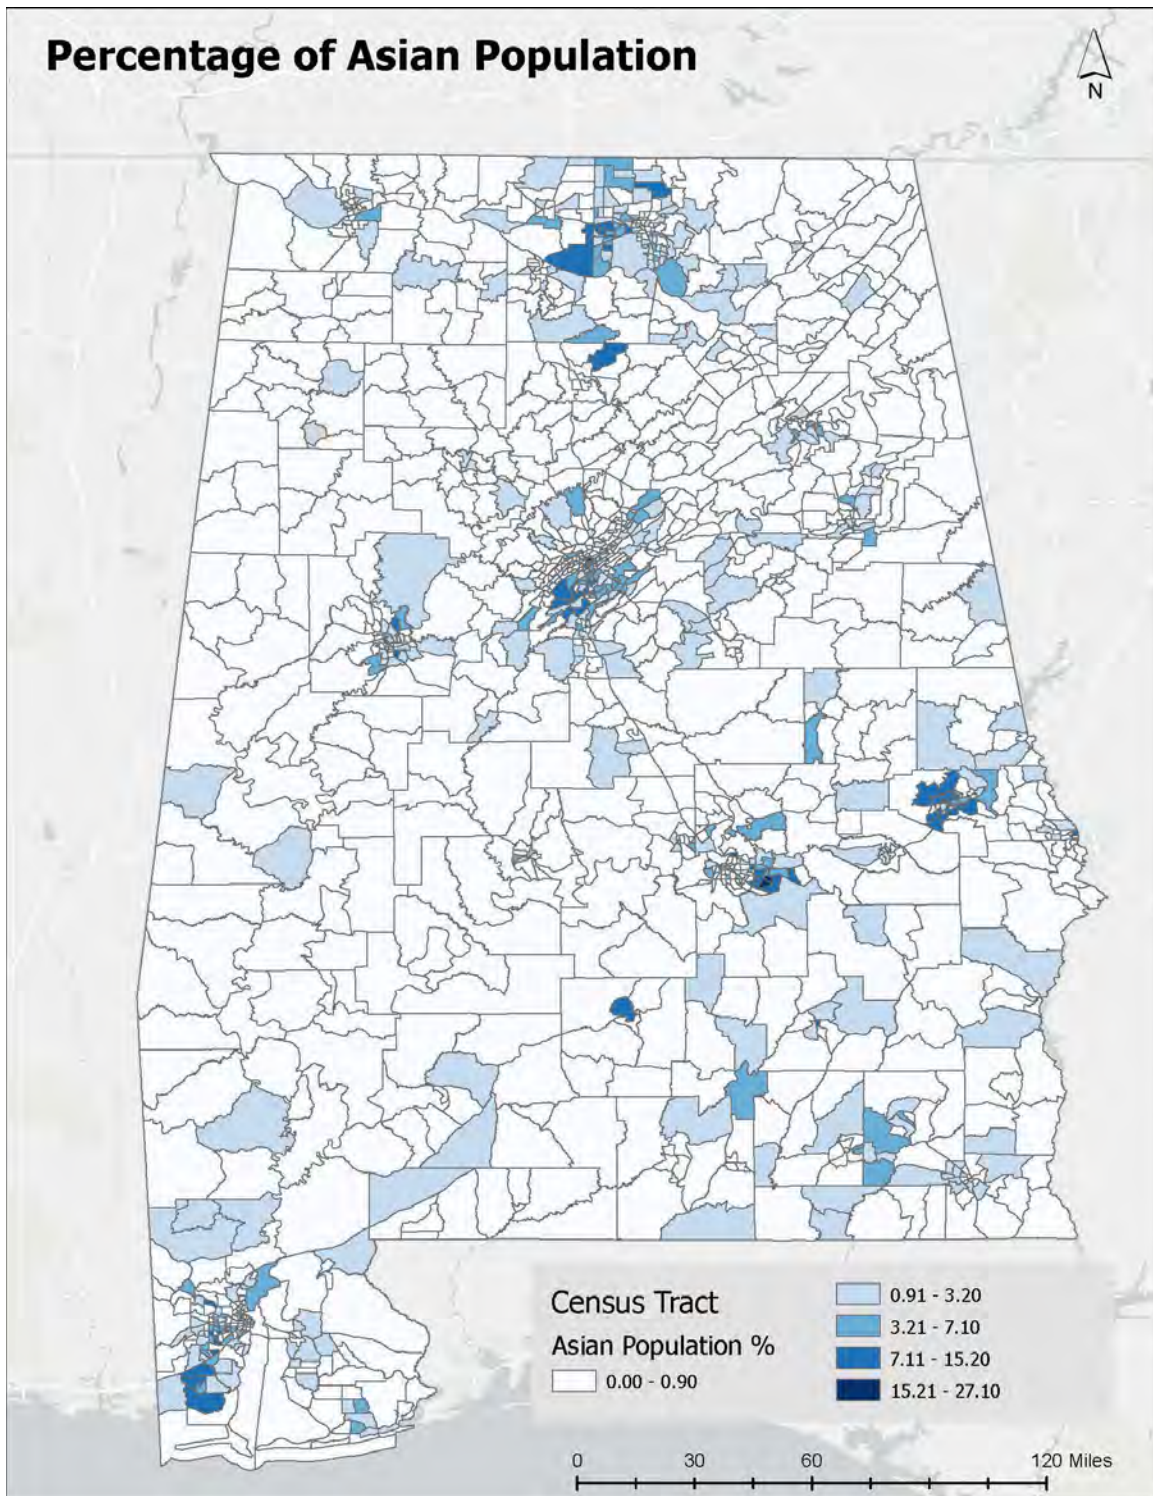 Percentage of Asian Population
N
Census Tract
Asian Population %
0.00 - 0.90
0.91 - 3.20
3.21 - 7.10
7.11 - 15.20
15.21 - 27.10
0 30 60 120 Miles